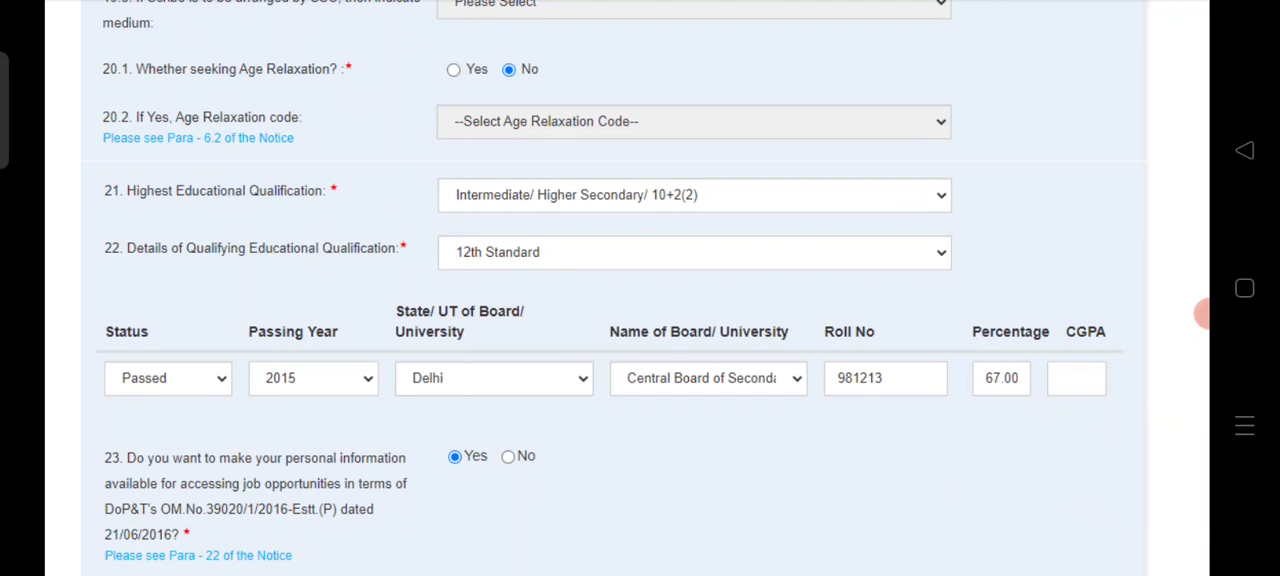 medium:
20.1. Whether seeking Age Relaxation? :* Yes No
20.2. If Yes, Age Relaxation code: --Select Age Relaxation Code--
Please see Para - 6.2 of the Notice
21. Highest Educational Qualification: * Intermediate/ Higher Secondary/ 10+2(2)
22. Details of Qualifying Educational Qualification:* 12th Standard
State/ UT of Board/
Status Passing Year University Name of Board/ University Roll No Percentage CGPA
Passed 2015 Delhi Central Board of Seconda 981213 67.00
23. Do you want to make your personal information Yes No
available for accessing job opportunities in terms of
DoP&T's OM.No.39020/1/2016-Estt.(P) dated
21/06/2016? *
Please see Para - 22 of the Notice